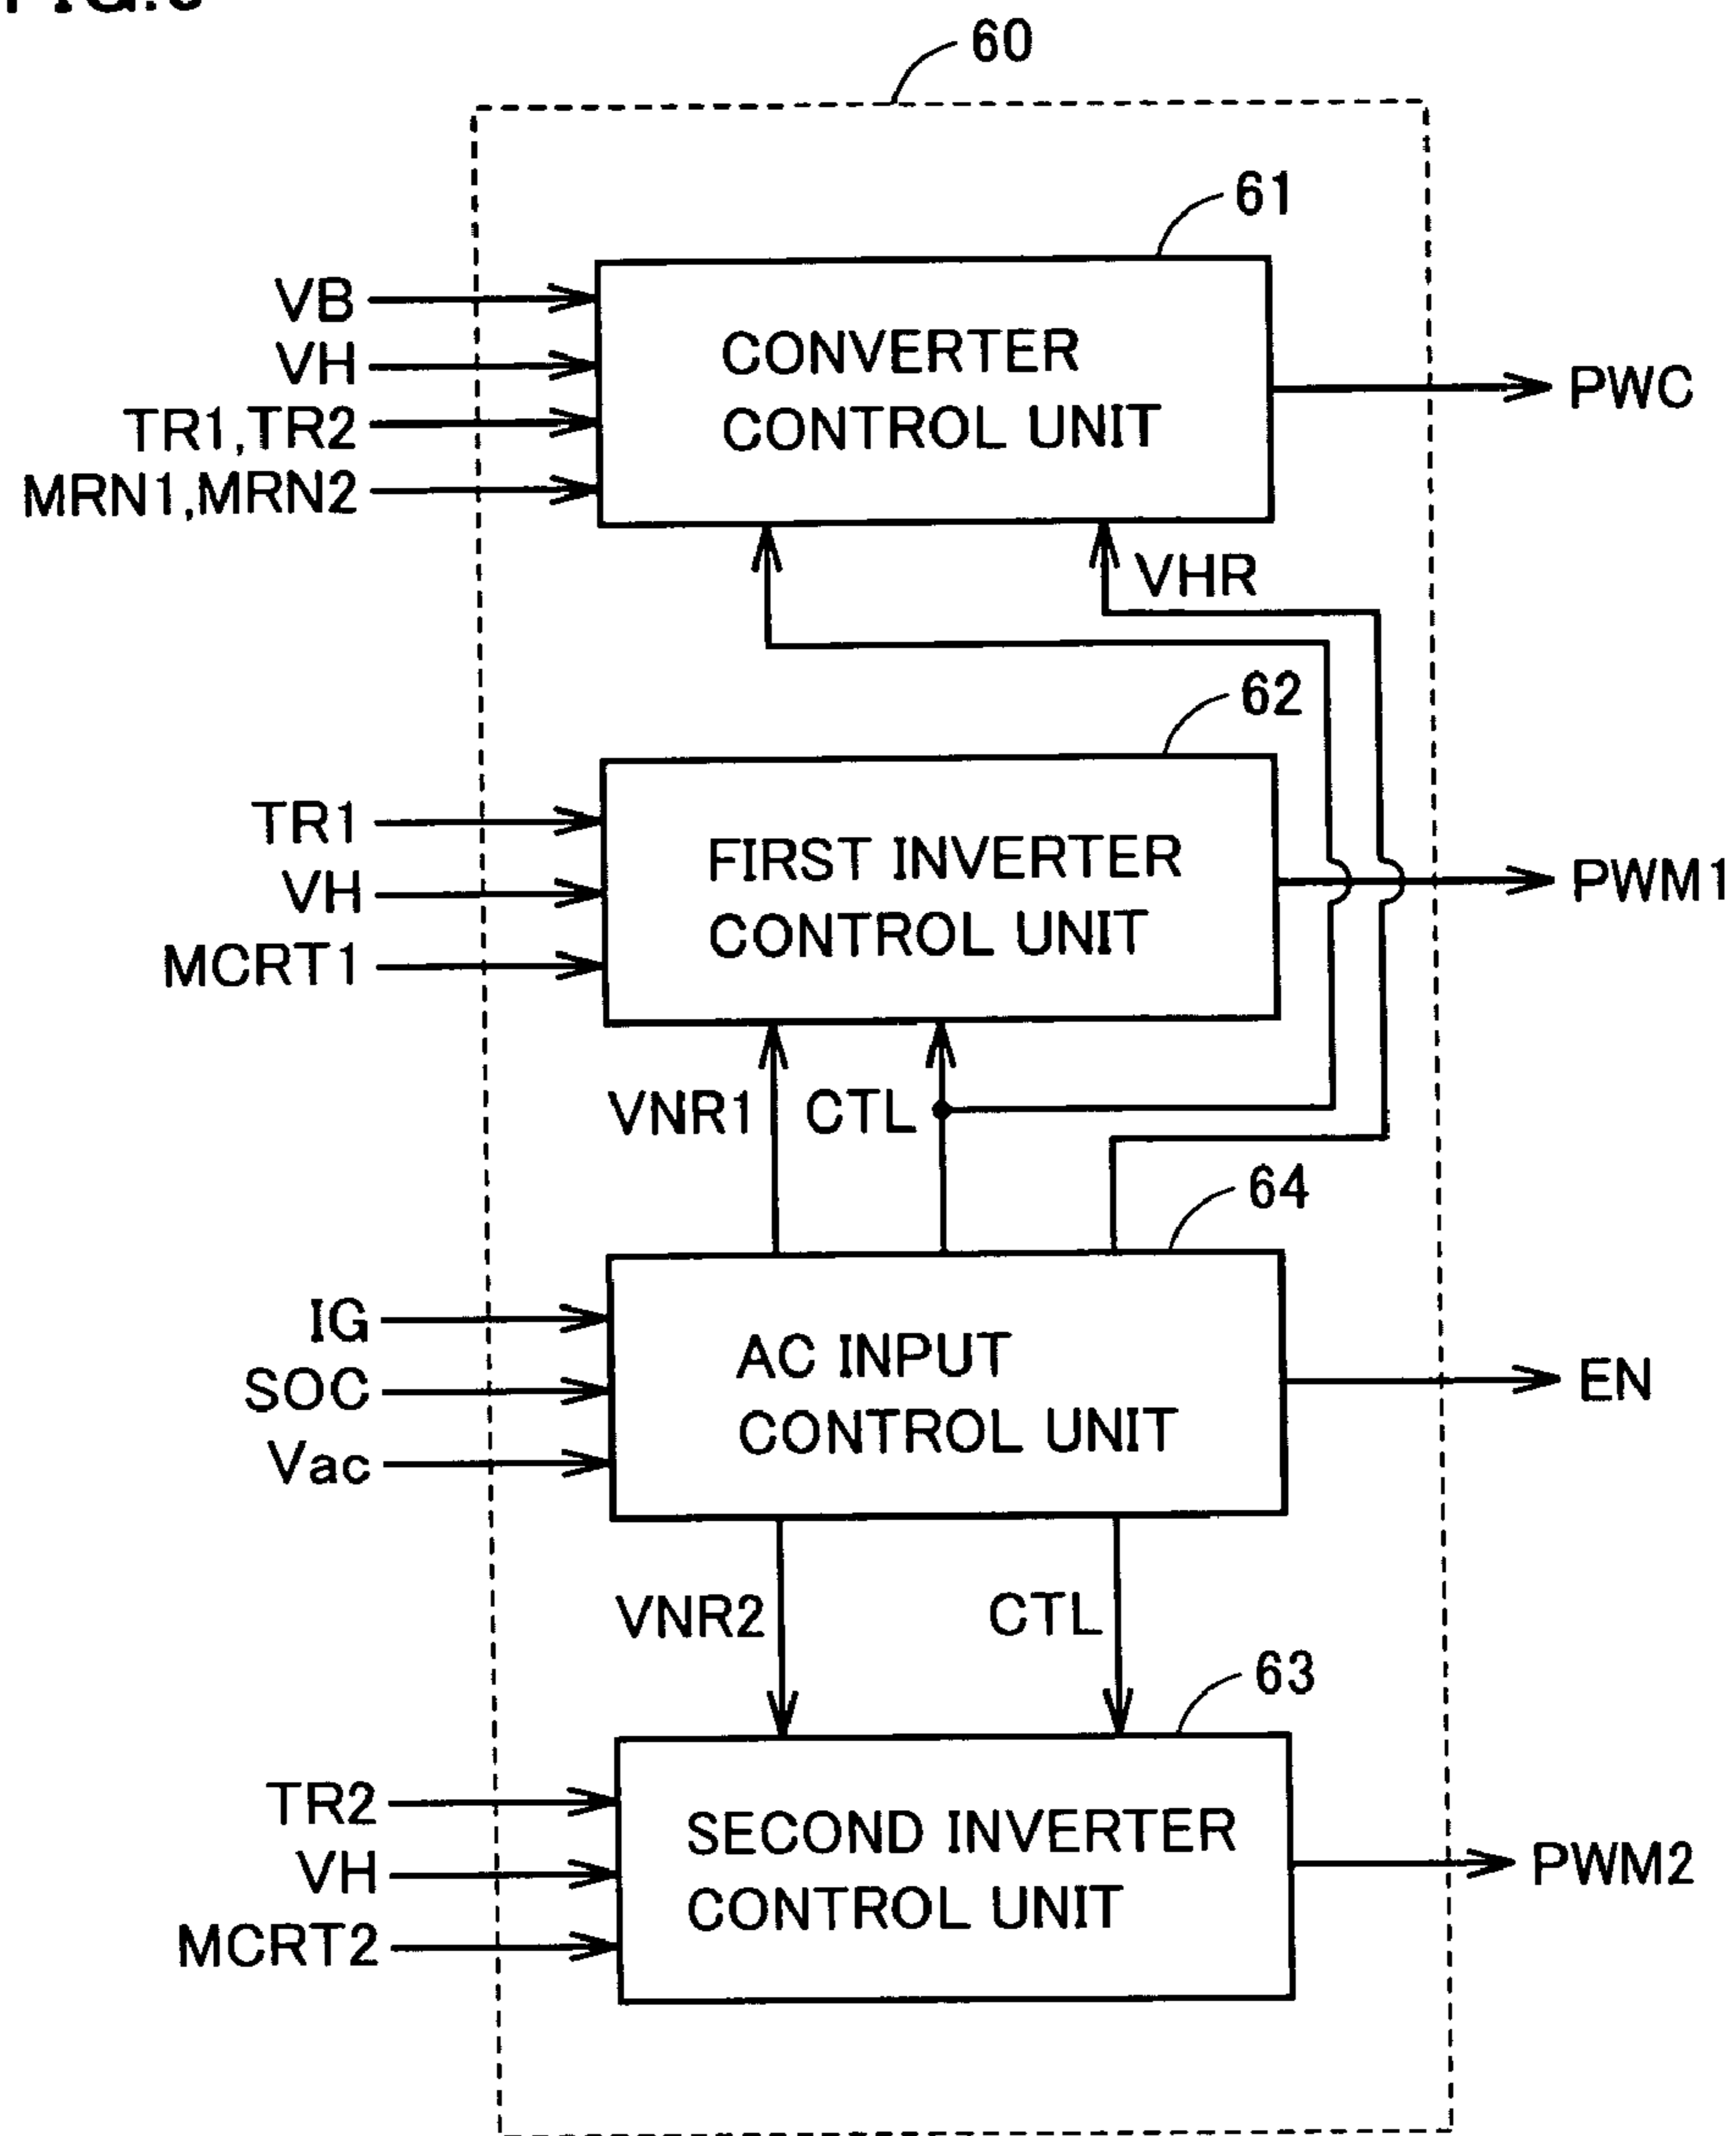 60
61
VB
VH
TR1,TR2
MRN1,MRN2
CONVERTER
CONTROL UNIT
PWC
VHR
62
TR1
VH
MCRT1
FIRST INVERTER
CONTROL UNIT
PWM1
VNR1
CTL
64
IG
SOC
Vac
AC INPUT
CONTROL UNIT
EN
VNR2
CTL
63
TR2
VH
MCRT2
SECOND INVERTER
CONTROL UNIT
PWM2